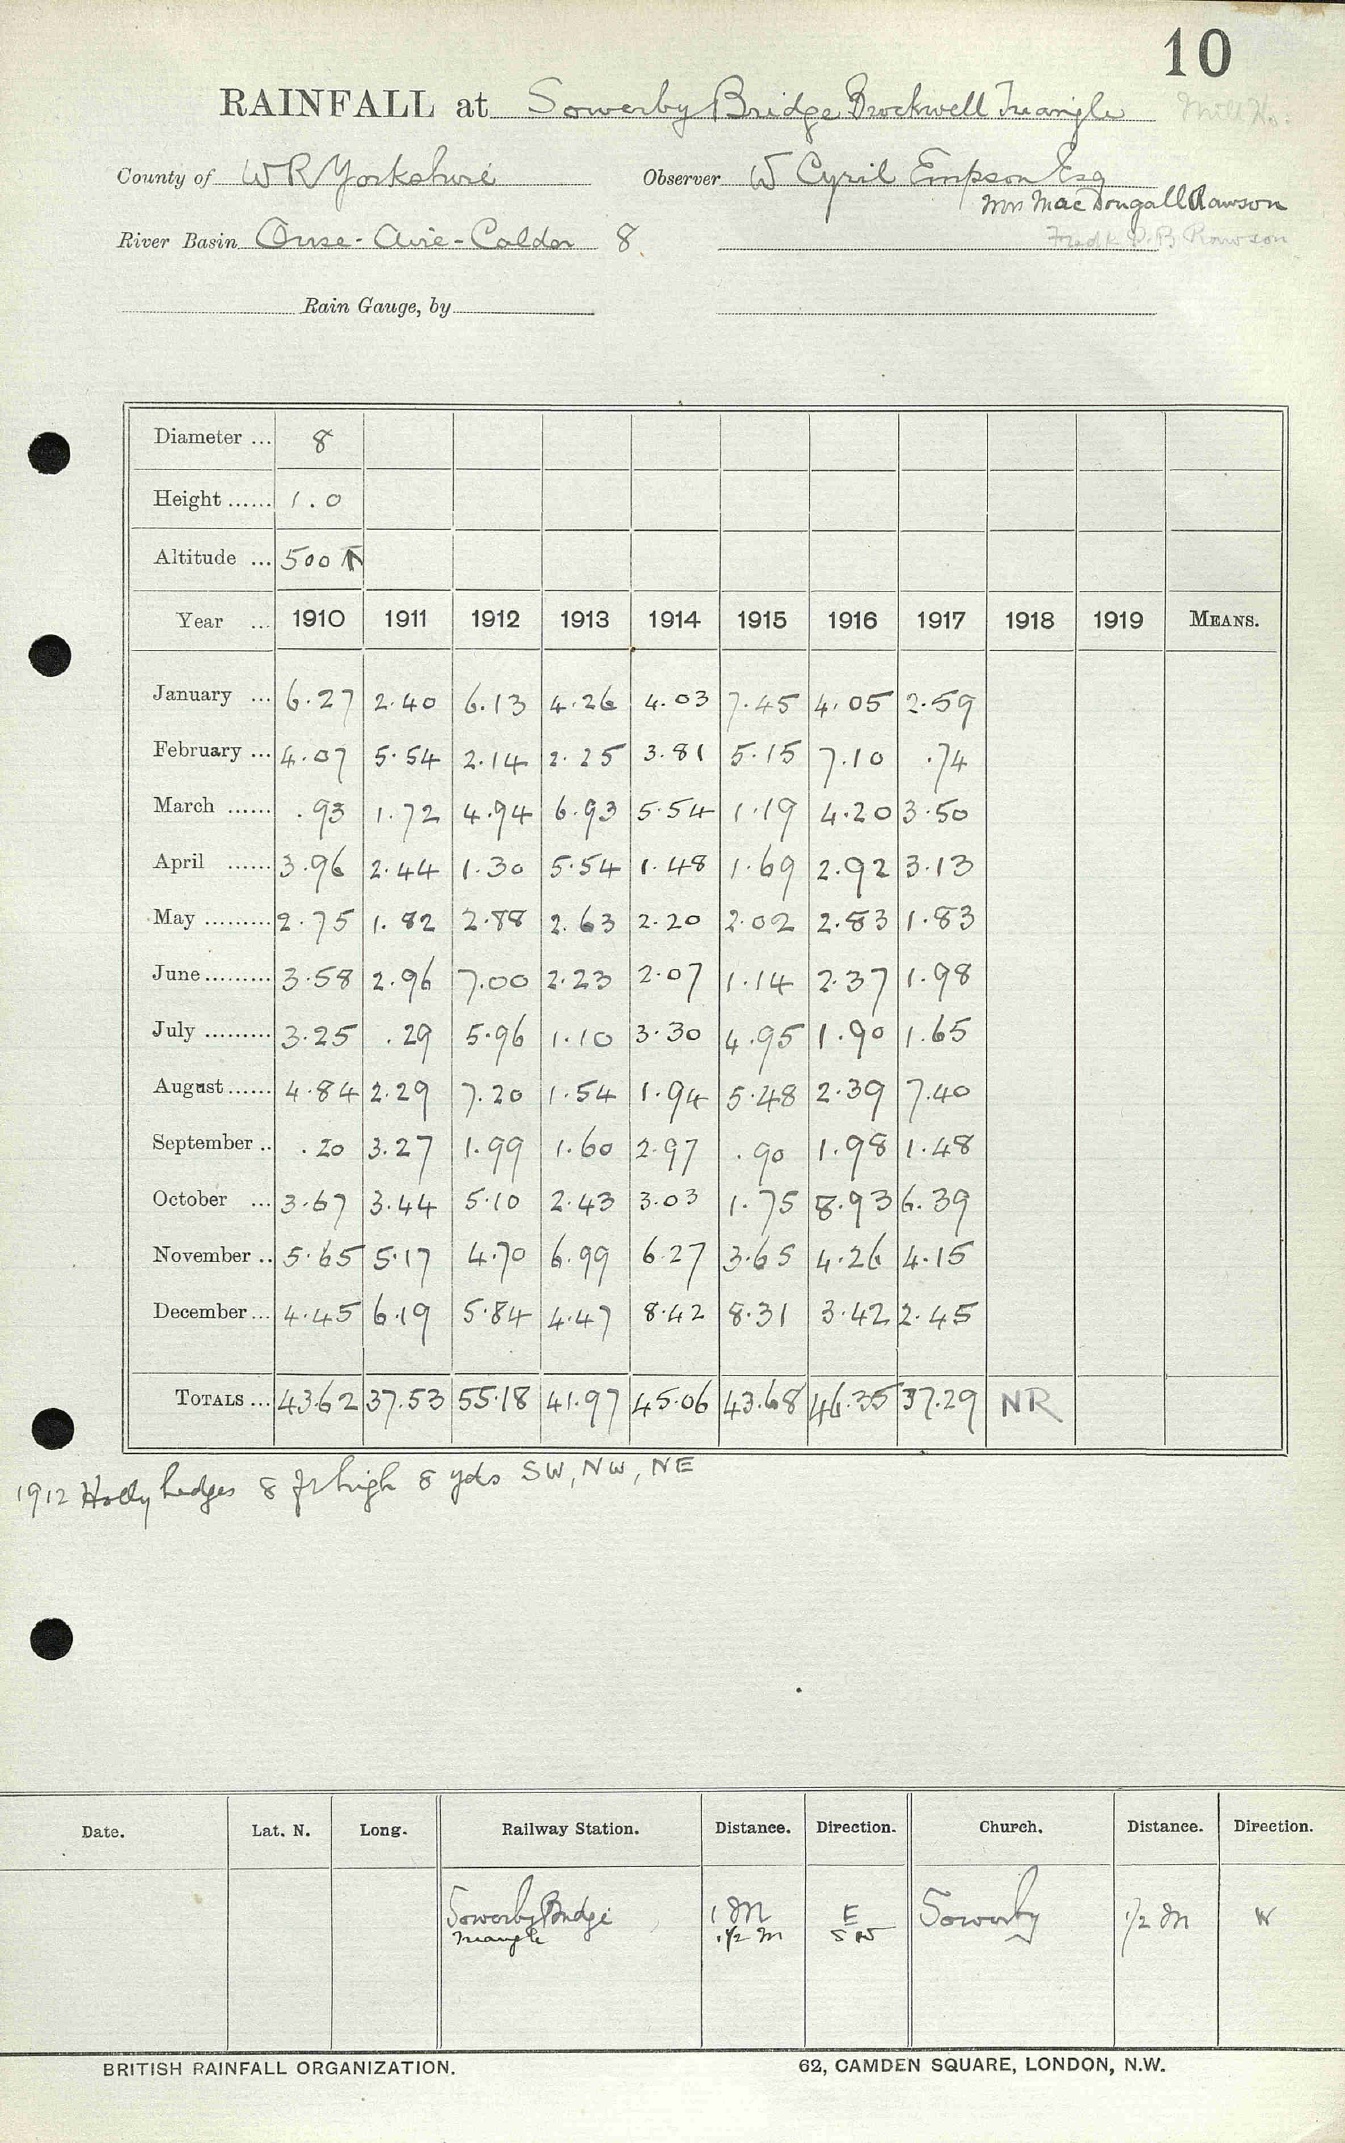 10
RAINFALL at Sowerby Bridge Brockwell Triangle Mill Ho:
County of W R Yorkshire Observer W Cyril Empson Esq
Mrs MacDougall Rawson
River Basin Ouse-Aire-Calder 8 Fredk P. B. Rawson
Rain Gauge, by
Diameter ... 8
Height ...... 1.0
Altitude ... 500
Year ... 1910 1911 1912 1913 1914 1915 1916 1917 1918 1919 MEANS.
January ... 6.27 2.40 6.13 4.26 4.03 7.45 4.05 2.59
February ... 4.07 5.54 2.14 2.25 3.81 5.15 7.10 .74
March ...... .93 1.72 4.94 6.93 5.54 1.19 4.20 3.50
April ...... 3.96 2.44 1.30 5.54 1.48 1.69 2.92 3.13
May ......... 2.75 1.82 2.88 2.63 2.20 2.02 2.83 1.83
June ......... 3.58 2.96 7.00 2.23 2.07 1.14 2.37 1.98
July ......... 3.25 .29 5.96 1.10 3.30 4.95 1.90 1.65
August ...... 4.84 2.29 7.20 1.54 1.94 5.48 2.39 7.40
September .. .20 3.27 1.99 1.60 2.97 .90 1.98 1.48
October ... 3.67 3.44 5.10 2.43 3.03 1.75 8.93 6.39
November .. 5.65 5.17 4.70 6.99 6.27 3.65 4.26 4.15
December ... 4.45 6.19 5.84 4.47 8.42 8.31 3.42 2.45
TOTALS ... 43.62 37.53 55.18 41.97 45.06 43.68 46.35 37.29 NR
1912 Holly hedges 8 ft high 8 yds SW, NW, NE
Date. Lat. N. Long. Railway Station. Distance. Direction. Church. Distance. Direction.
Sowerby Bridge 1 M E Sowerby 1/2 M W
Triangle 1/2 M SW
BRITISH RAINFALL ORGANIZATION. 62, CAMDEN SQUARE, LONDON, N.W.